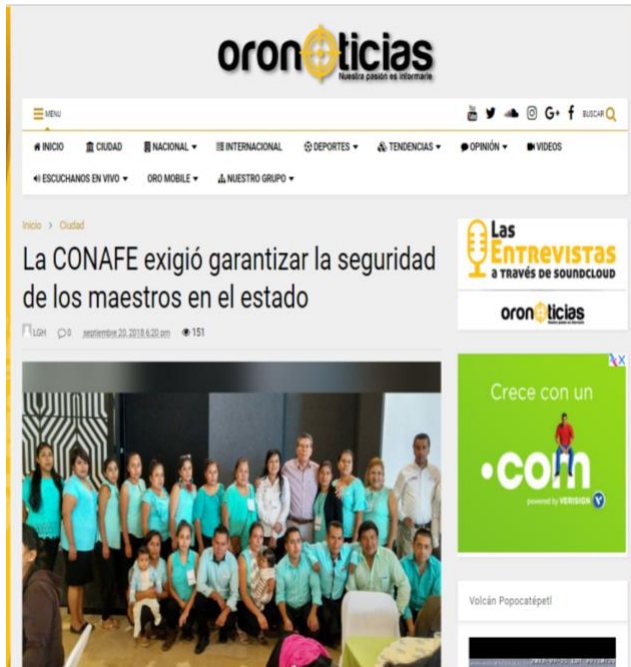 oronoticias
Nuestra pasión es informarle
MENU
BUSCAR
INICIO CIUDAD NACIONAL INTERNACIONAL DEPORTES TENDENCIAS OPINIÓN VIDEOS
ESCUCHANOS EN VIVO ORO MOBILE NUESTRO GRUPO
Inicio > Ciudad
La CONAFE exigió garantizar la seguridad
de los maestros en el estado
LGH 0 septiembre 20, 2018 6:20 pm 151
Las
ENTREVISTAS
A TRAVÉS DE SOUNDCLOUD
oronoticias
Crece con un
.com
powered by VERISIGN
Volcán Popocatépetl